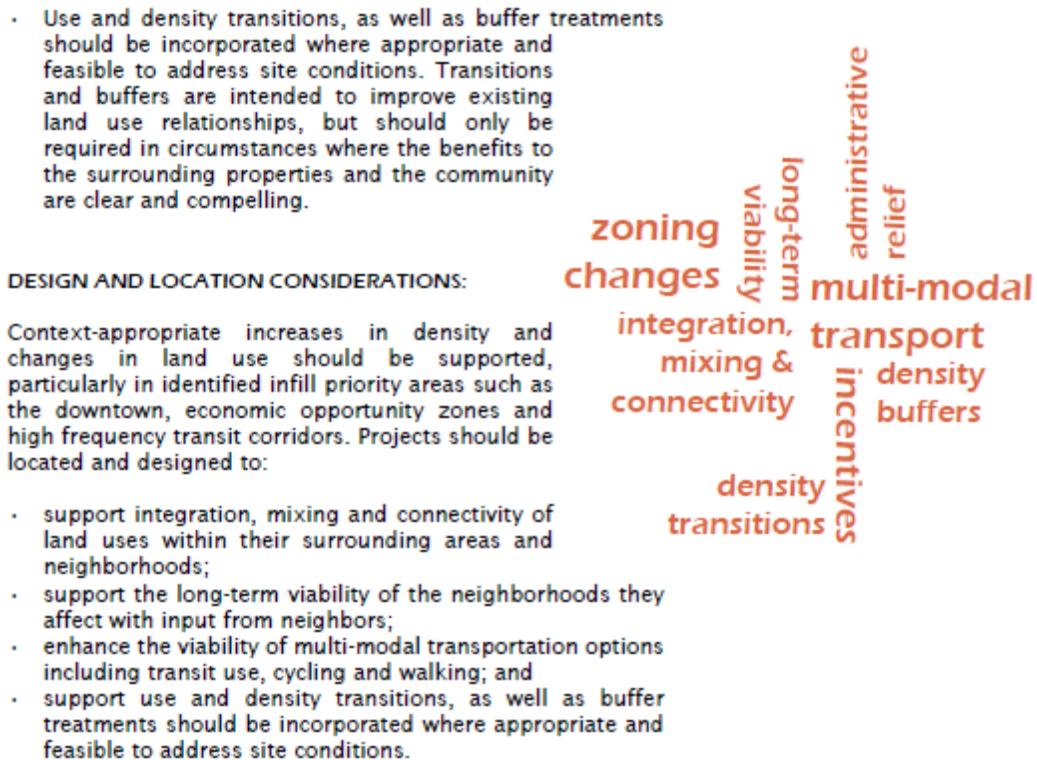 · Use and density transitions, as well as buffer treatments
should be incorporated where appropriate and
feasible to address site conditions. Transitions
and buffers are intended to improve existing
land use relationships, but should only be
required in circumstances where the benefits to
the surrounding properties and the community
are clear and compelling.
DESIGN AND LOCATION CONSIDERATIONS:
Context-appropriate increases in density and
changes in land use should be supported,
particularly in identified infill priority areas such as
the downtown, economic opportunity zones and
high frequency transit corridors. Projects should be
located and designed to:
· support integration, mixing and connectivity of
land uses within their surrounding areas and
neighborhoods;
· support the long-term viability of the neighborhoods they
affect with input from neighbors;
· enhance the viability of multi-modal transportation options
including transit use, cycling and walking; and
· support use and density transitions, as well as buffer
treatments should be incorporated where appropriate and
feasible to address site conditions.
zoning
changes
long-term
viability
administrative
relief
multi-modal
transport
integration,
mixing &
connectivity
incentives
density
buffers
density
transitions